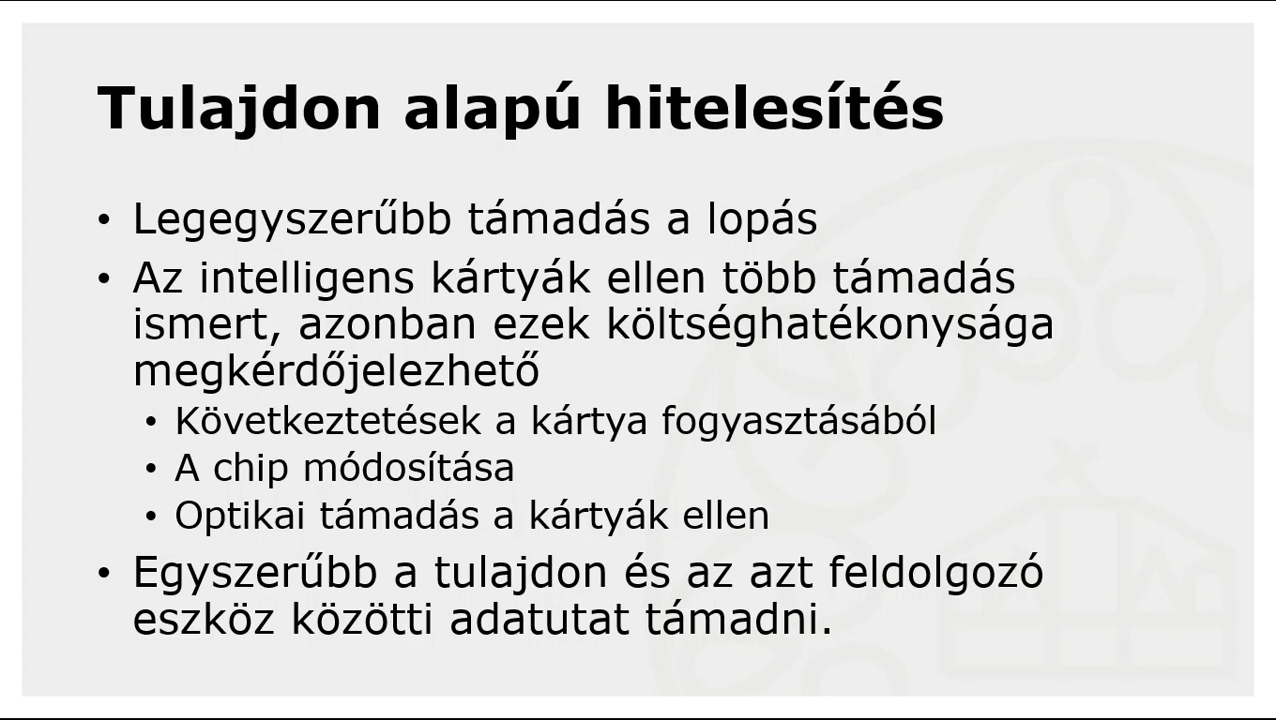 Tulajdon alapú hitelesítés
• Legegyszerűbb támadás a lopás
• Az intelligens kártyák ellen több támadás
ismert, azonban ezek költséghatékonysága
megkérdőjelezhető
• Következtetések a kártya fogyasztásából
• A chip módosítása
• Optikai támadás a kártyák ellen
• Egyszerűbb a tulajdon és az azt feldolgozó
eszköz közötti adatutat támadni.